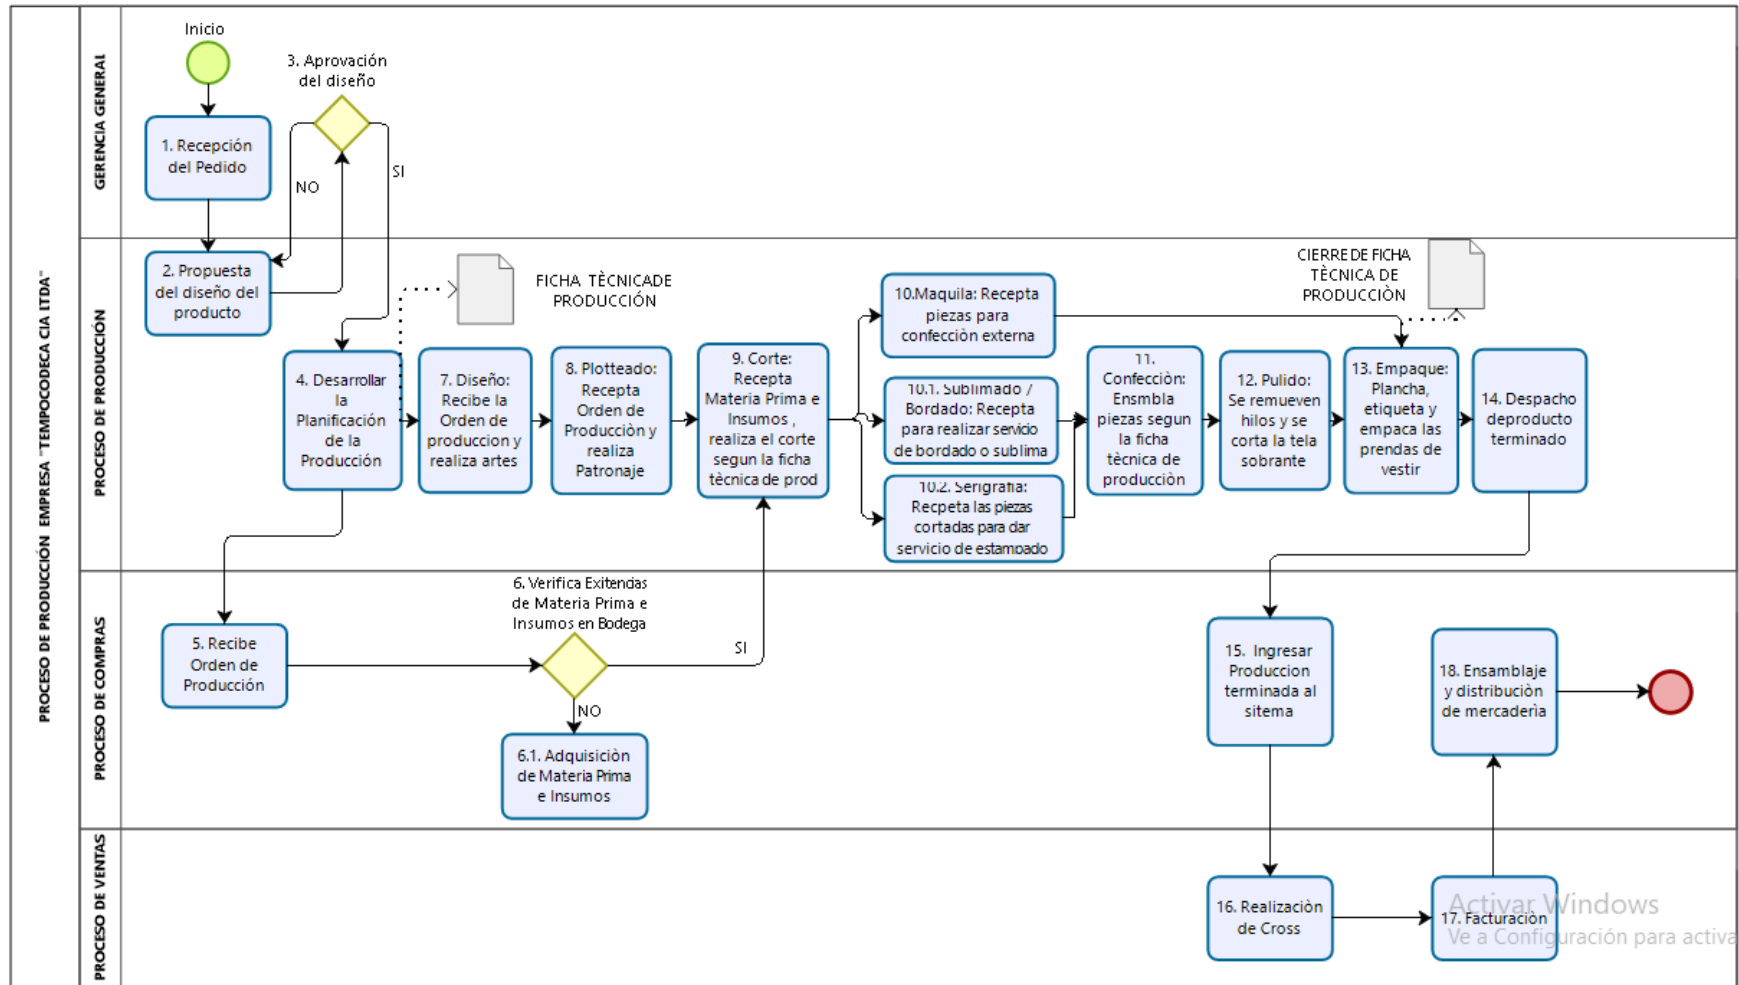 PROCESO DE PRODUCCIÓN EMPRESA "TEMPOCODECA CIA LTDA"
GERENCIA GENERAL
Inicio
1. Recepción
del Pedido
3. Aprovación
del diseño
NO
SI
PROCESO DE PRODUCCIÓN
2. Propuesta
del diseño del
producto
4. Desarrollar
la
Planificación
de la
Producción
FICHA TÈCNICADE
PRODUCCIÓN
7. Diseño:
Recibe la
Orden de
produccion y
realiza artes
8. Plotteado:
Recepta
Orden de
Producciòn y
realiza
Patronaje
9. Corte:
Recepta
Materia Prima e
Insumos ,
realiza el corte
segun la ficha
tècnica de prod
10.Maquila: Recepta
piezas para
confecciòn externa
10.1. Sublimado /
Bordado: Recepta
para realizar servicio
de bordado o sublima
10.2. Serigrafia:
Recpeta las piezas
cortadas para dar
servicio de estampado
11.
Confecciòn:
Ensmbla
piezas segun
la ficha
tècnica de
producciòn
12. Pulido:
Se remueven
hilos y se
corta la tela
sobrante
CIERRE DE FICHA
TÈCNICA DE
PRODUCCIÒN
13. Empaque:
Plancha,
etiqueta y
empaca las
prendas de
vestir
14. Despacho
deproducto
terminado
PROCESO DE COMPRAS
5. Recibe
Orden de
Producción
6. Verifica Exitencias
de Materia Prima e
Insumos en Bodega
SI
NO
6.1. Adquisiciòn
de Materia Prima
e Insumos
15. Ingresar
Produccion
terminada al
sitema
18. Ensamblaje
y distribuciòn
de mercaderìa
PROCESO DE VENTAS
16. Realizaciòn
de Cross
17. Facturaciòn
Activar Windows
Ve a Configuración para activa